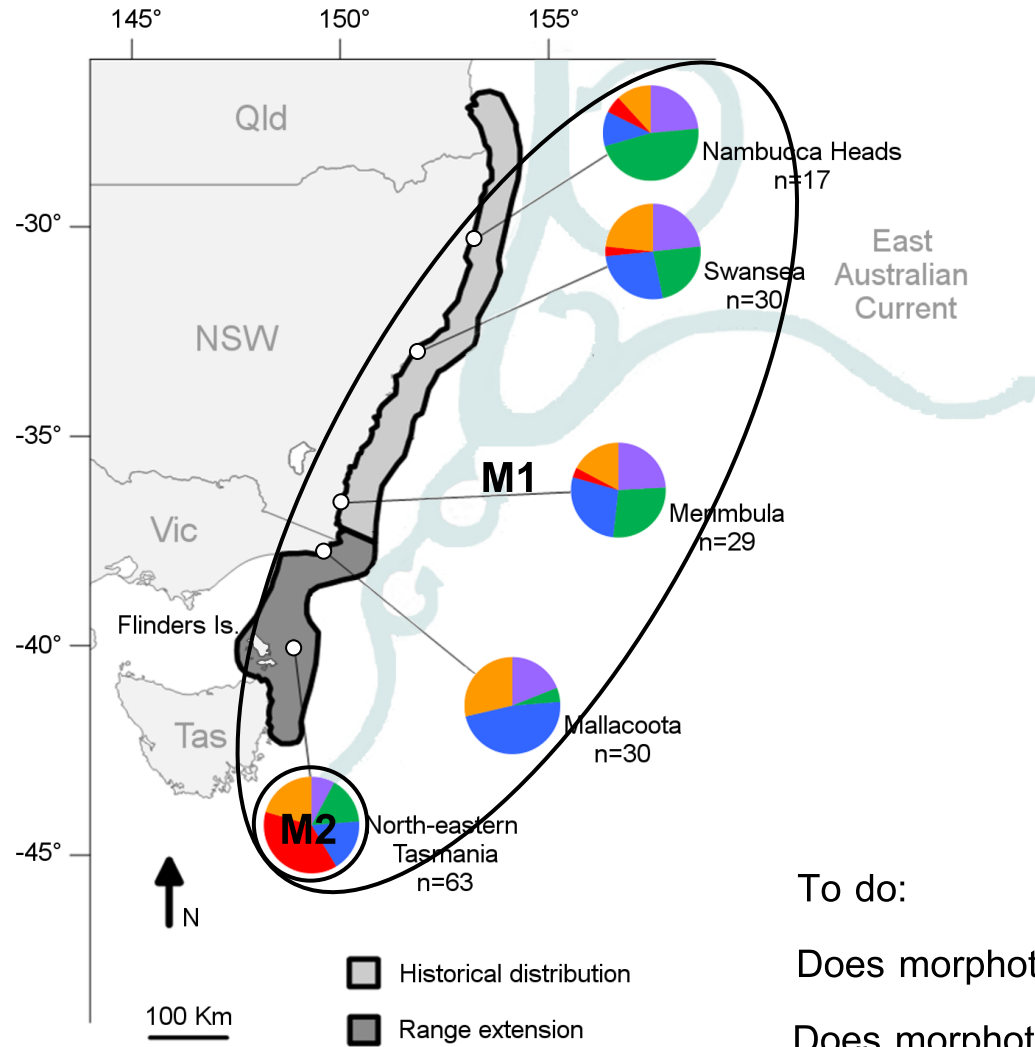 145° 150° 155°
Qld
Nambucca Heads
n=17
-30°
East
Australian
Current
Swansea
n=30
NSW
-35°
M1
Merimbula
n=29
Vic
Flinders Is.
-40°
Tas
Mallacoota
n=30
M2
North-eastern
Tasmania
n=63
-45°
N
To do:
Does morphot
Does morphot
Historical distribution
100 Km
Range extension